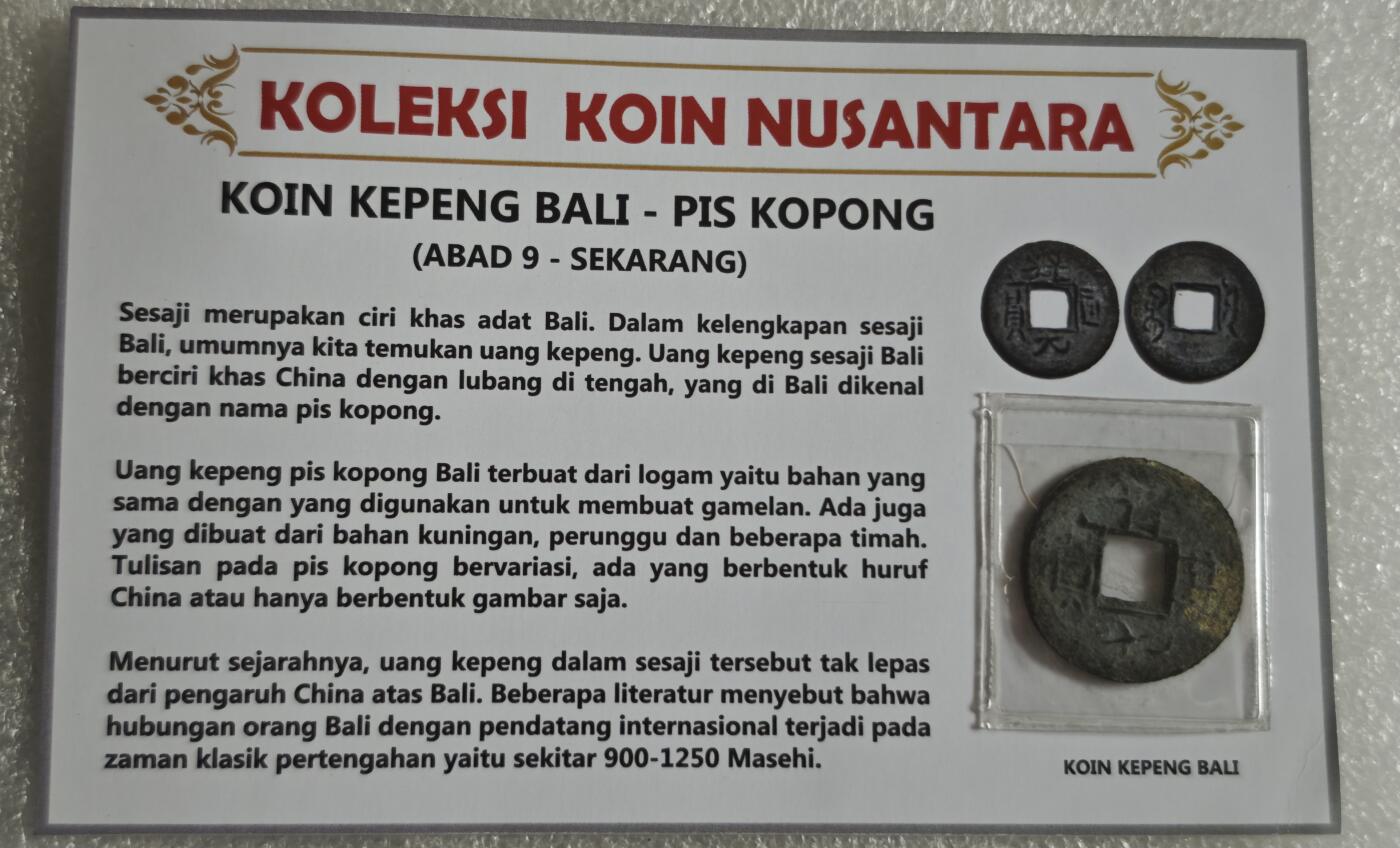 KOLEKSI KOIN NUSANTARA
KOIN KEPENG BALI - PIS KOPONG
(ABAD 9 - SEKARANG)
Sesaji merupakan ciri khas adat Bali. Dalam kelengkapan sesaji
Bali, umumnya kita temukan uang kepeng. Uang kepeng sesaji Bali
berciri khas China dengan lubang di tengah, yang di Bali dikenal
dengan nama pis kopong.
Uang kepeng pis kopong Bali terbuat dari logam yaitu bahan yang
sama dengan yang digunakan untuk membuat gamelan. Ada juga
yang dibuat dari bahan kuningan, perunggu dan beberapa timah.
Tulisan pada pis kopong bervariasi, ada yang berbentuk huruf
China atau hanya berbentuk gambar saja.
Menurut sejarahnya, uang kepeng dalam sesaji tersebut tak lepas
dari pengaruh China atas Bali. Beberapa literatur menyebut bahwa
hubungan orang Bali dengan pendatang internasional terjadi pada
zaman klasik pertengahan yaitu sekitar 900-1250 Masehi.
KOIN KEPENG BALI